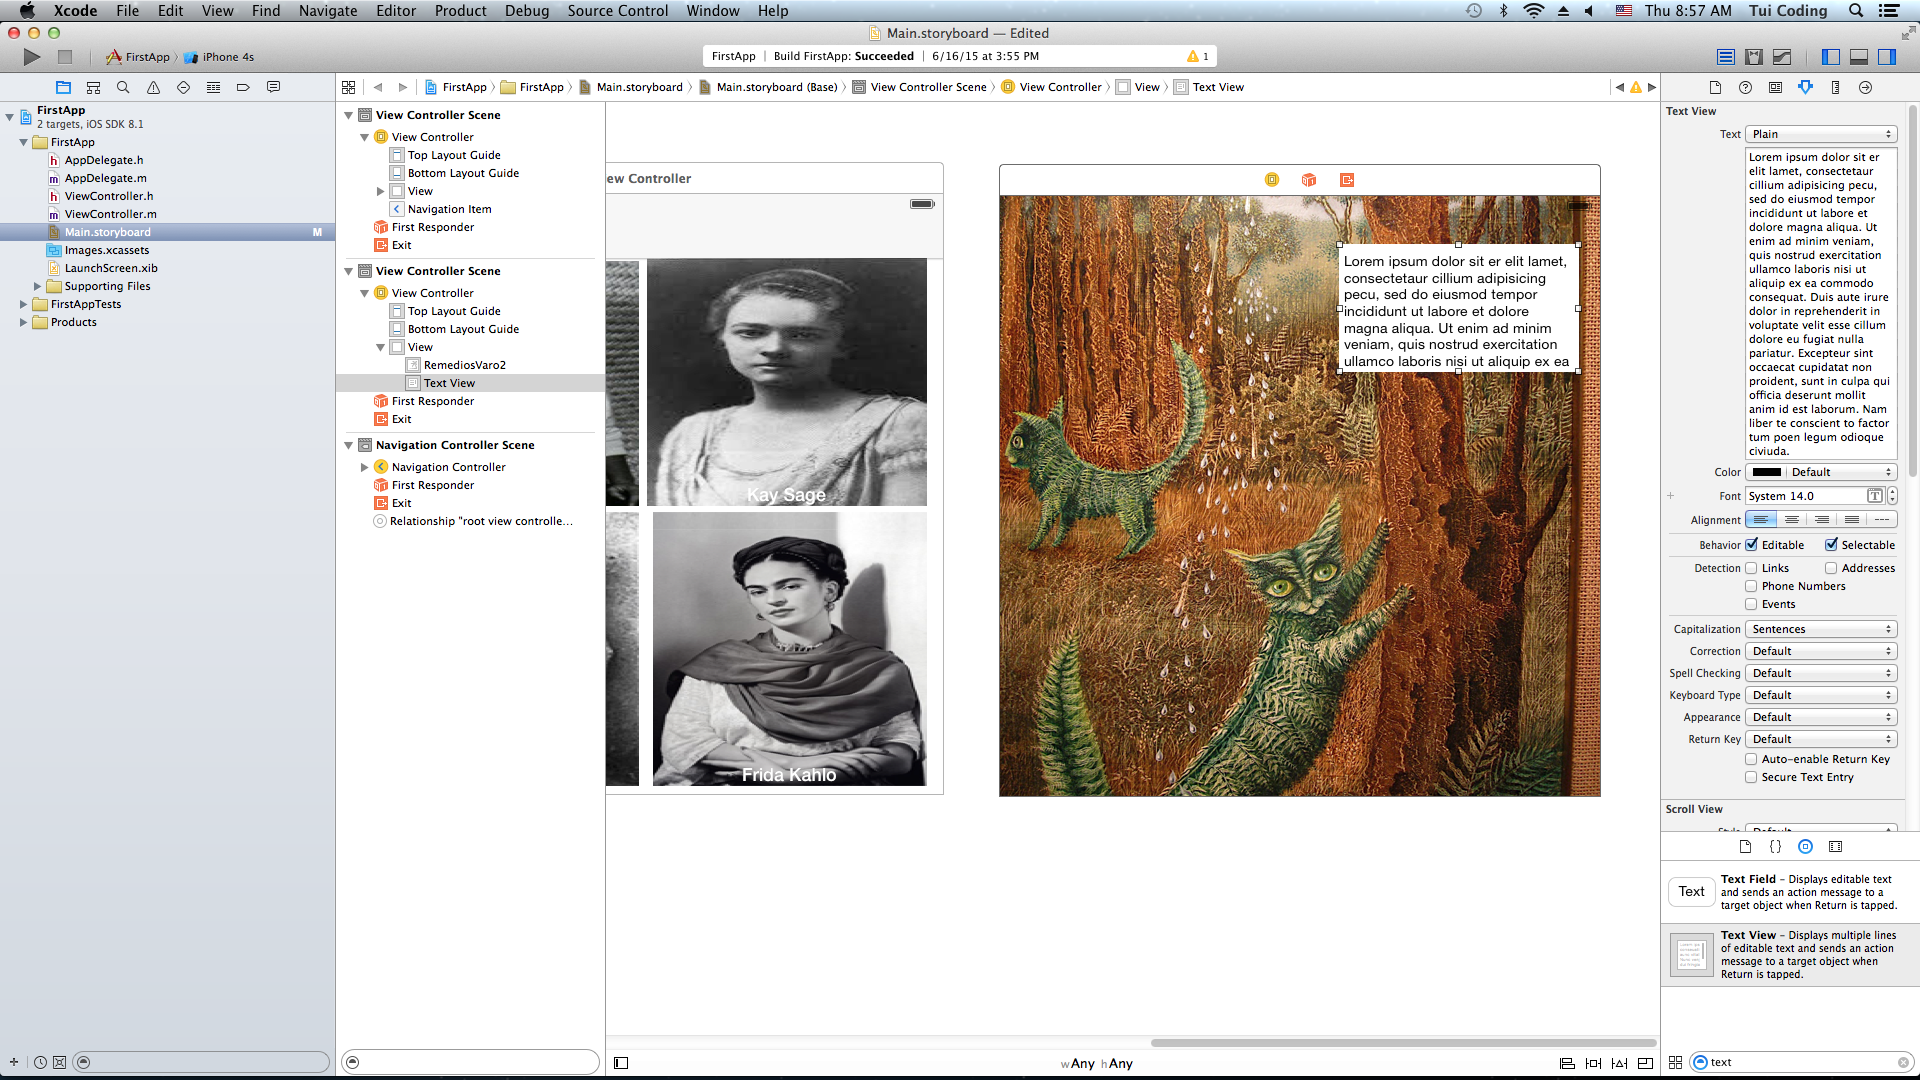 Xcode File Edit View Find Navigate Editor Product Debug Source Control Window Help Thu 8:57 AM Tui Coding
Main.storyboard — Edited
FirstApp iPhone 4s
FirstApp Build FirstApp: Succeeded 6/16/15 at 3:55 PM 1
FirstApp FirstApp Main.storyboard Main.storyboard (Base) View Controller Scene View Controller View Text View
FirstApp
2 targets, iOS SDK 8.1
FirstApp
AppDelegate.h
AppDelegate.m
ViewController.h
ViewController.m
Main.storyboard M
Images.xcassets
LaunchScreen.xib
Supporting Files
FirstAppTests
Products
View Controller Scene
View Controller
Top Layout Guide
Bottom Layout Guide
View
Navigation Item
First Responder
Exit
View Controller Scene
View Controller
Top Layout Guide
Bottom Layout Guide
View
RemediosVaro2
Text View
First Responder
Exit
Navigation Controller Scene
Navigation Controller
First Responder
Exit
Relationship "root view controlle...
ew Controller
Kay Sage
Frida Kahlo
Lorem ipsum dolor sit er elit lamet,
consectetaur cillium adipisicing
pecu, sed do eiusmod tempor
incididunt ut labore et dolore
magna aliqua. Ut enim ad minim
veniam, quis nostrud exercitation
ullamco laboris nisi ut aliquip ex ea
wAny hAny
Text View
Text Plain
Lorem ipsum dolor sit er
elit lamet, consectetaur
cillium adipisicing pecu,
sed do eiusmod tempor
incididunt ut labore et
dolore magna aliqua. Ut
enim ad minim veniam,
quis nostrud exercitation
ullamco laboris nisi ut
aliquip ex ea commodo
consequat. Duis aute irure
dolor in reprehenderit in
voluptate velit esse cillum
dolore eu fugiat nulla
pariatur. Excepteur sint
occaecat cupidatat non
proident, sunt in culpa qui
officia deserunt mollit
anim id est laborum. Nam
liber te conscient to factor
tum poen legum odioque
civiuda.
Color Default
Font System 14.0
Alignment
Behavior Editable Selectable
Detection Links Addresses
Phone Numbers
Events
Capitalization Sentences
Correction Default
Spell Checking Default
Keyboard Type Default
Appearance Default
Return Key Default
Auto-enable Return Key
Secure Text Entry
Scroll View
Style Default
Text
Text Field – Displays editable text
and sends an action message to a
target object when Return is tapped.
Text View – Displays multiple lines
of editable text and sends an action
message to a target object when
Return is tapped.
text